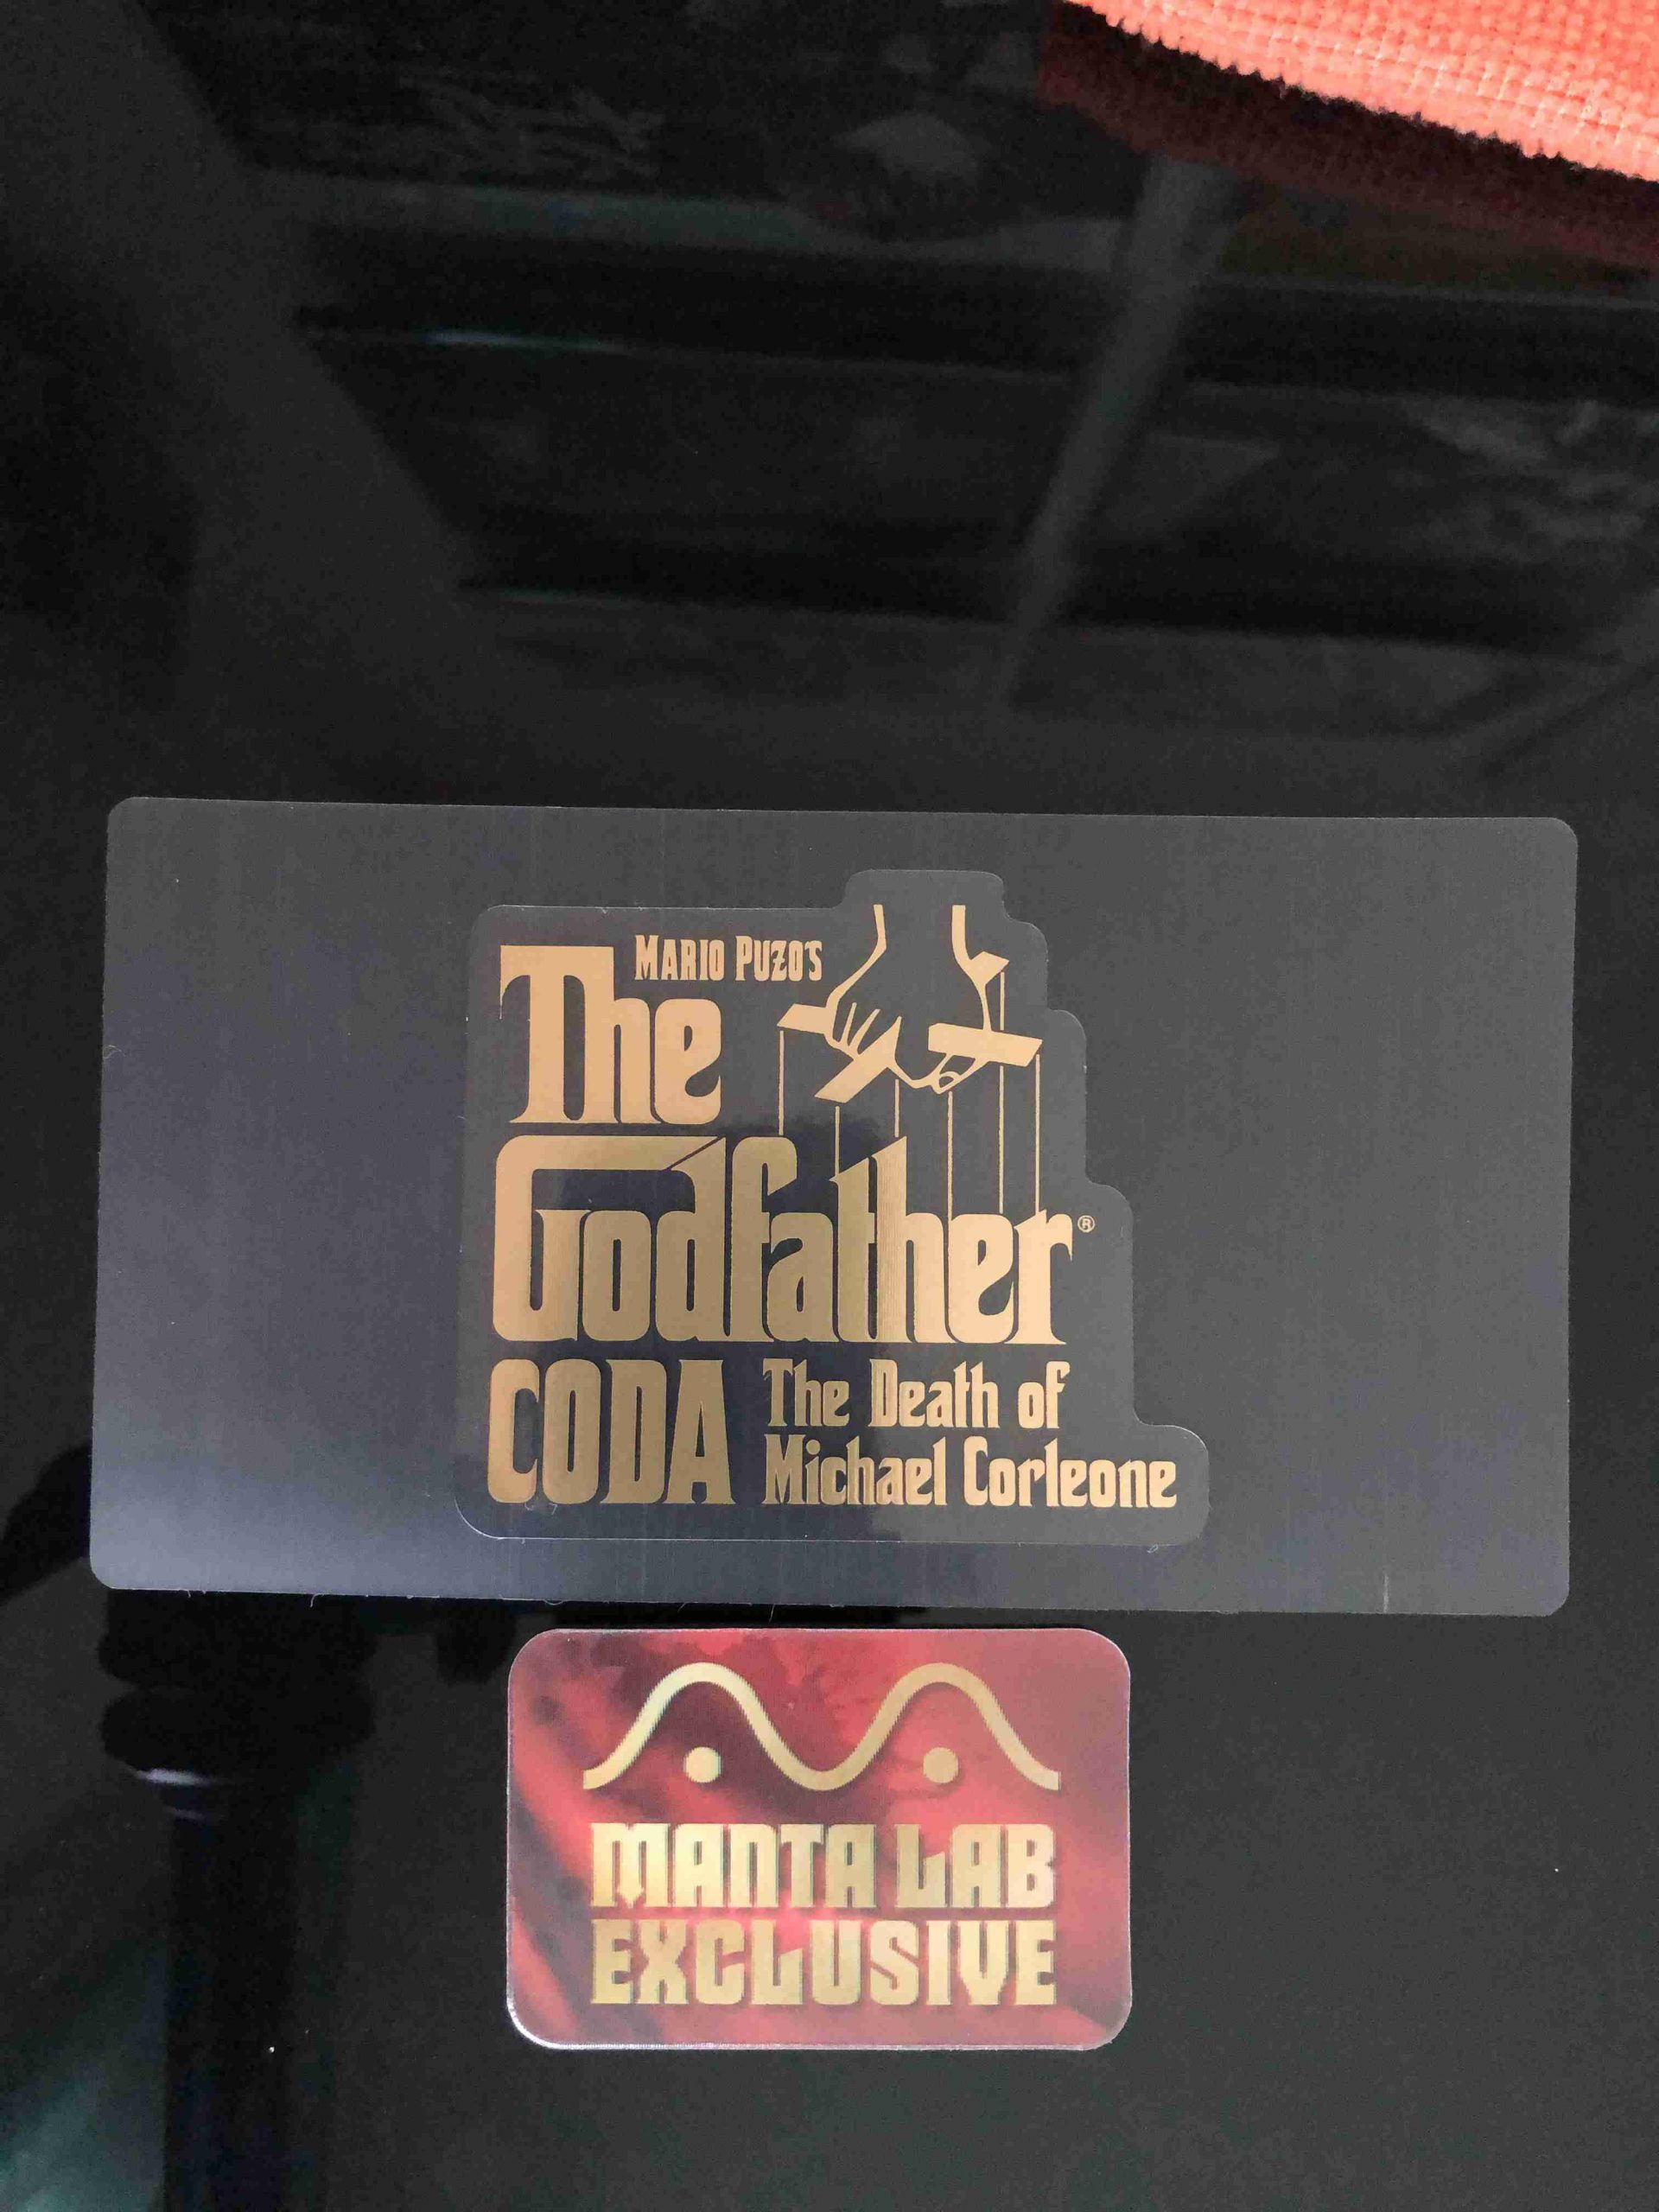 MARIO PUZO'S
The
Godfather®
CODA The Death of
Michael Corleone
MANTA LAB
EXCLUSIVE